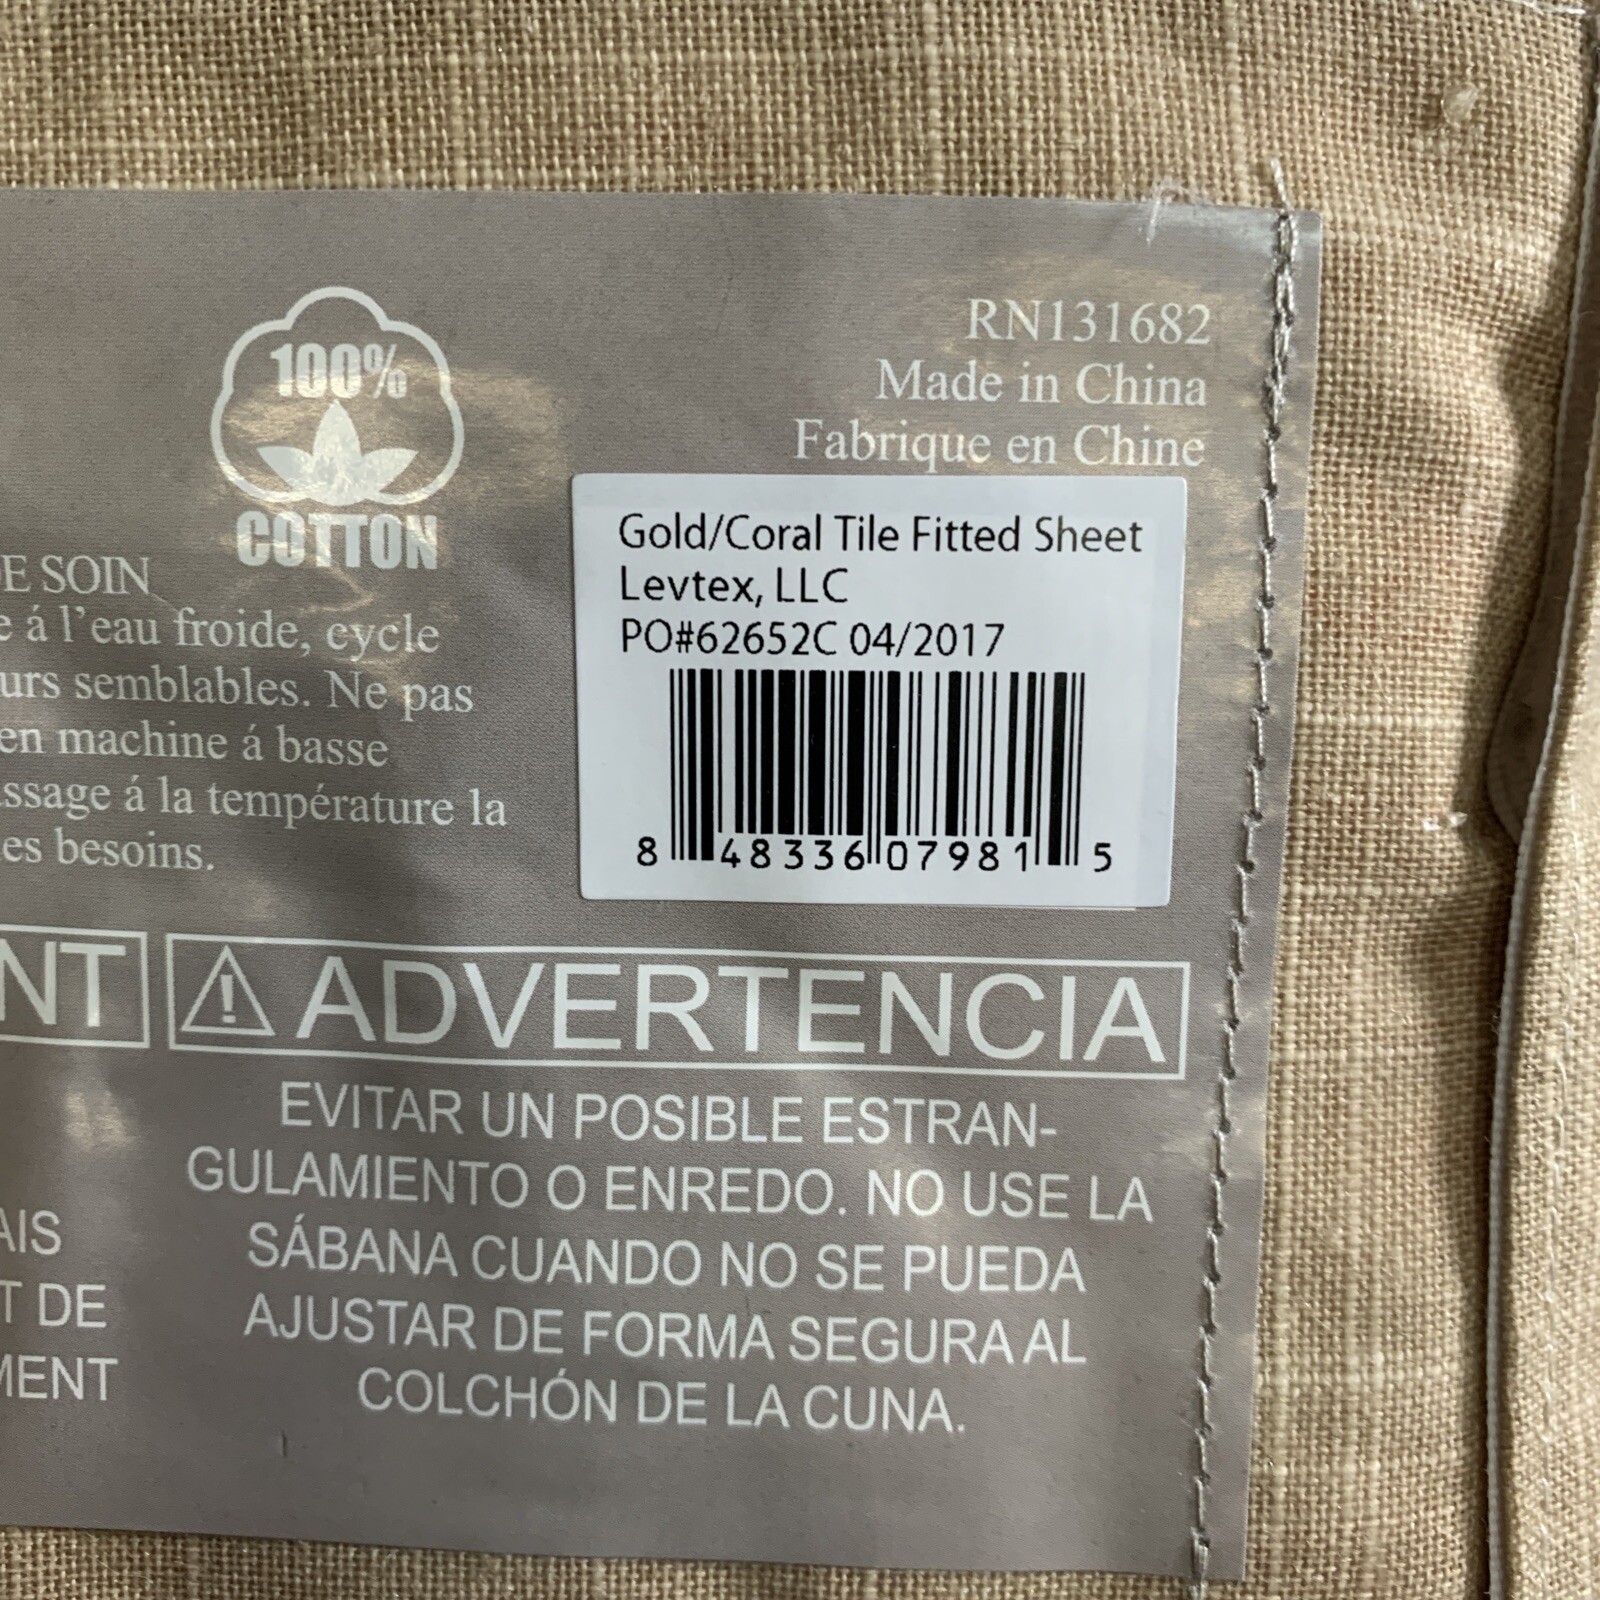 100%
COTTON
RN131682
Made in China
Fabrique en Chine
Gold/Coral Tile Fitted Sheet
Levtex, LLC
PO#62652C 04/2017
8 48336 07981 5
E SOIN
e á l'eau froide, cycle
urs semblables. Ne pas
en machine á basse
ssage á la température la
es besoins.
NT
ADVERTENCIA
EVITAR UN POSIBLE ESTRAN-
GULAMIENTO O ENREDO. NO USE LA
SÁBANA CUANDO NO SE PUEDA
AJUSTAR DE FORMA SEGURA AL
COLCHÓN DE LA CUNA.
AIS
T DE
MENT